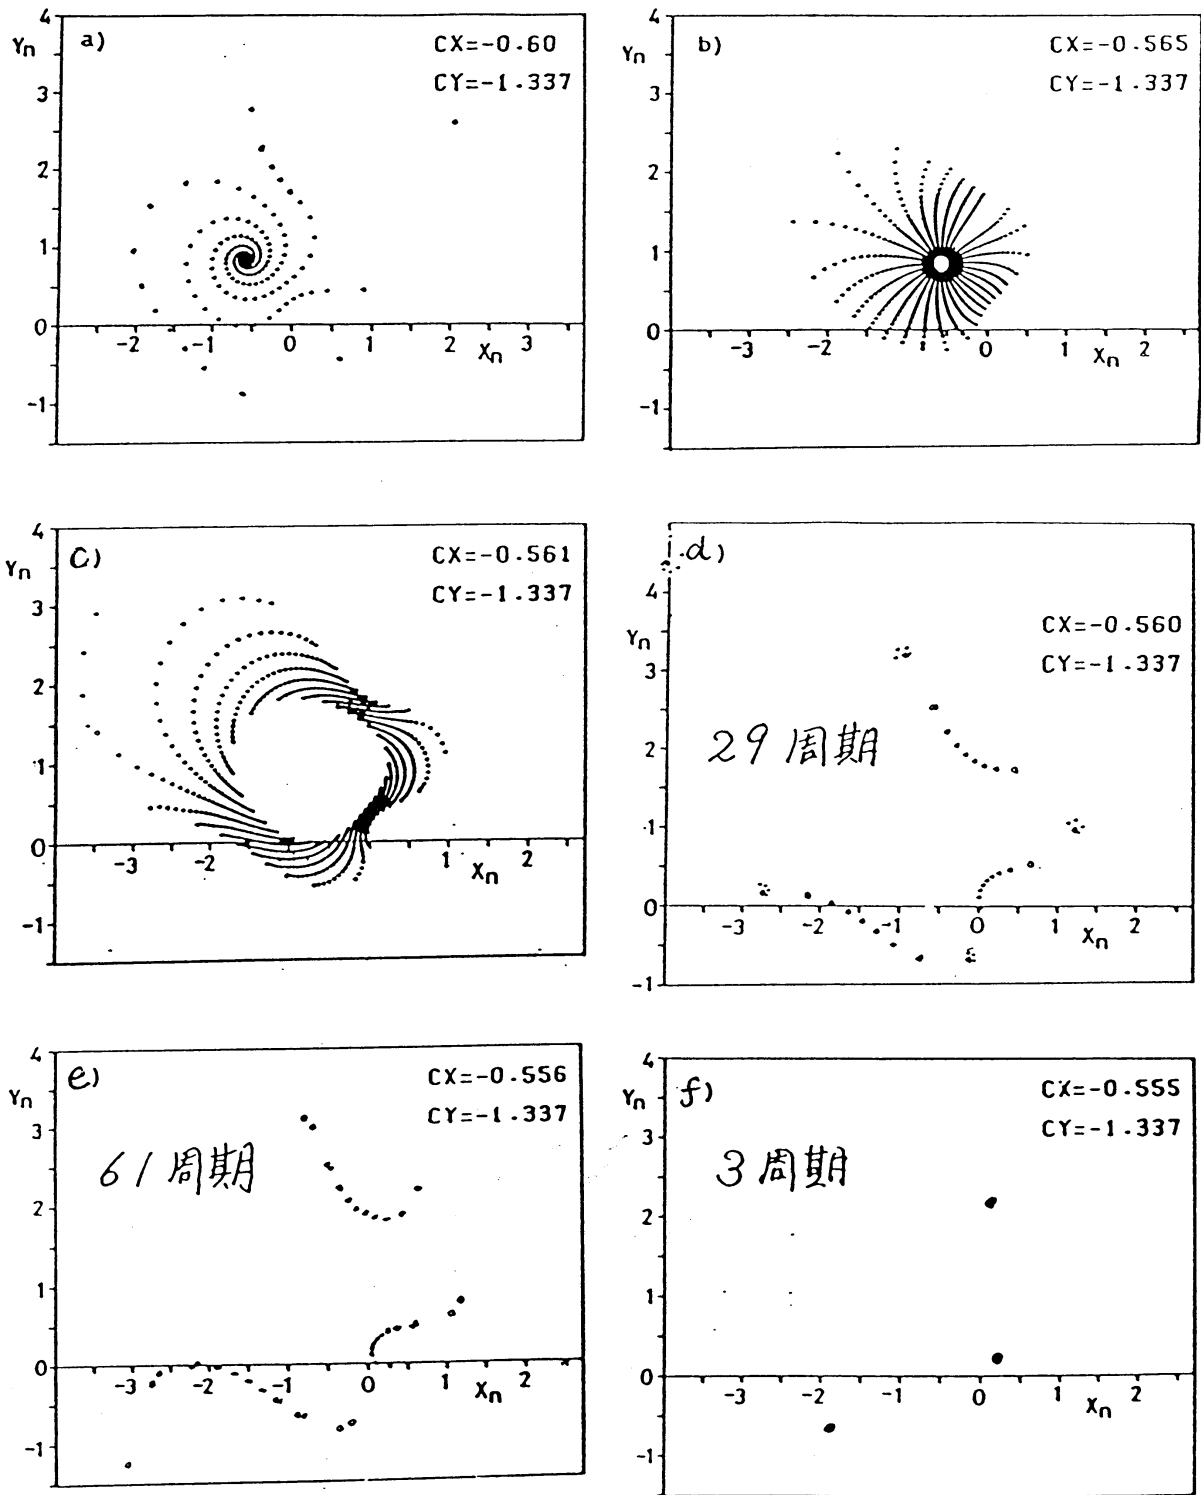 a)
CX=-0.60
CY=-1.337
Yn
4
3
2
1
0
-1
-2
-1
0
1
2
3
Xn
b)
CX=-0.565
CY=-1.337
Yn
4
3
2
1
0
-1
-3
-2
-1
0
1
2
Xn
c)
CX=-0.561
CY=-1.337
Yn
4
3
2
1
0
-1
-3
-2
1
2
Xn
d)
CX=-0.560
CY=-1.337
29周期
Yn
4
3
2
1
0
-1
-3
-2
-1
0
1
2
Xn
e)
CX=-0.556
CY=-1.337
61周期
Yn
4
3
2
1
0
-1
-3
-2
-1
0
1
2
Xn
f)
CX=-0.555
CY=-1.337
3周期
Yn
4
3
2
1
0
-1
-3
-2
-1
0
1
2
Xn